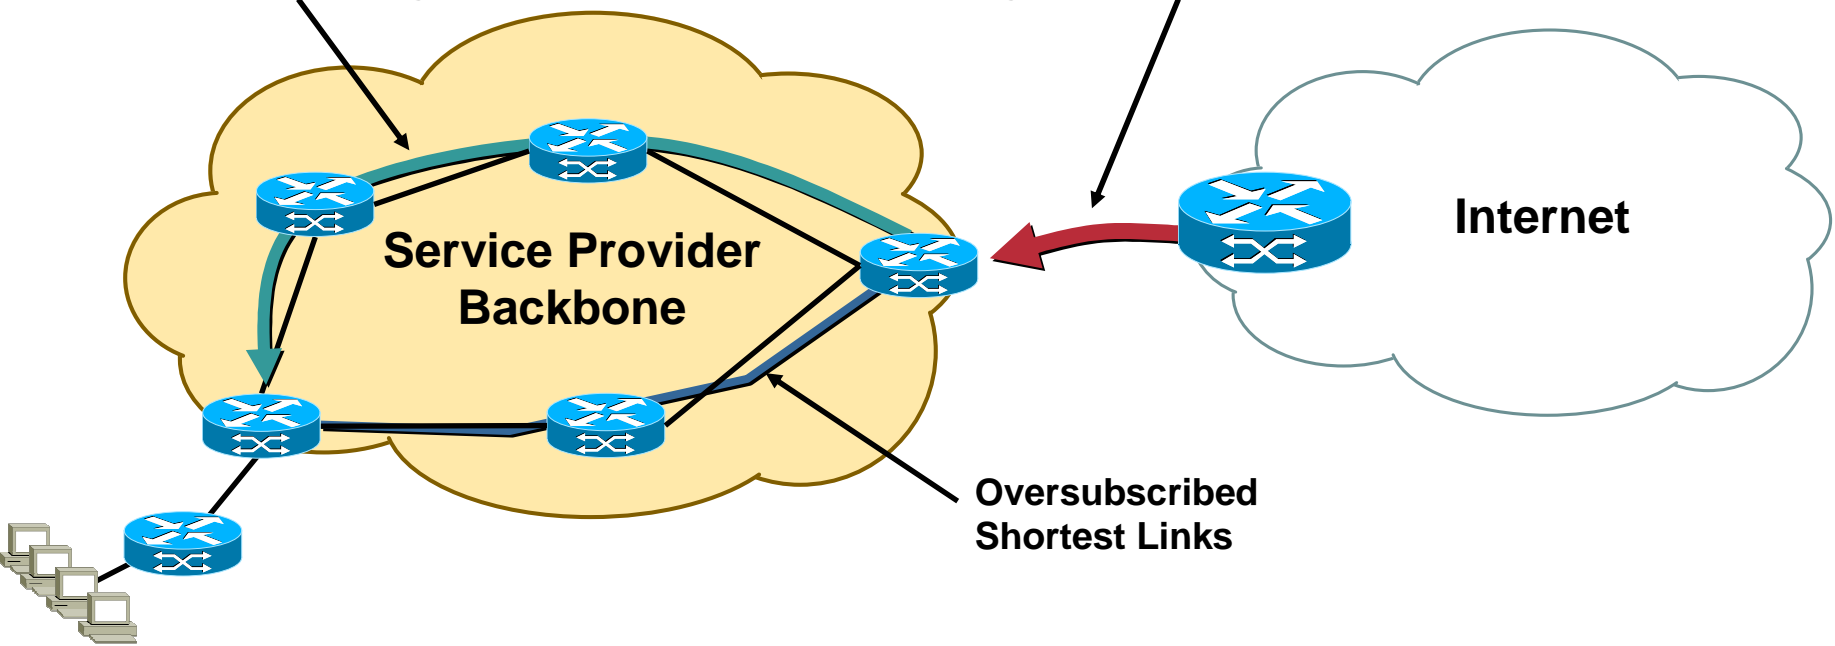 Service Provider
Backbone
Internet
Oversubscribed
Shortest Links